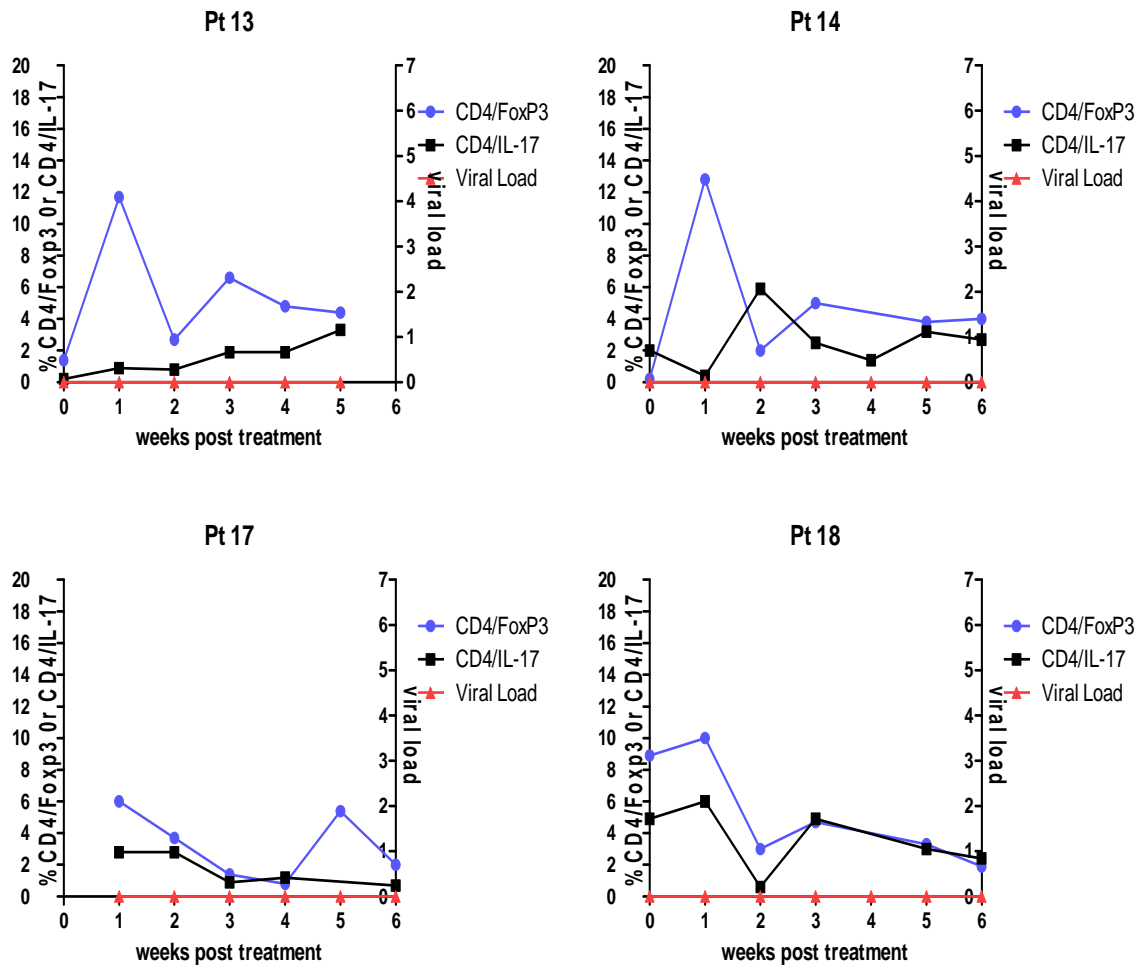 Pt 13
20
18
16
14
12
10
8
6
4
2
0
% CD4/Foxp3 0r CD4/IL-17
7
6
5
4
3
2
1
0
Viral load
CD4/FoxP3
CD4/IL-17
Viral Load
0 1 2 3 4 5 6
weeks post treatment
Pt 14
20
18
16
14
12
10
8
6
4
2
0
% CD4/Foxp3 0r CD4/IL-17
7
6
5
4
3
2
1
0
Viral load
CD4/FoxP3
CD4/IL-17
Viral Load
0 1 2 3 4 5 6
weeks post treatment
Pt 17
20
18
16
14
12
10
8
6
4
2
0
% CD4/Foxp3 0r CD4/IL-17
7
6
5
4
3
2
1
0
Viral load
CD4/FoxP3
CD4/IL-17
Viral Load
0 1 2 3 4 5 6
weeks post treatment
Pt 18
20
18
16
14
12
10
8
6
4
2
0
% CD4/Foxp3 0r CD4/IL-17
7
6
5
4
3
2
1
0
Viral load
CD4/FoxP3
CD4/IL-17
Viral Load
0 1 2 3 4 5 6
weeks post treatment